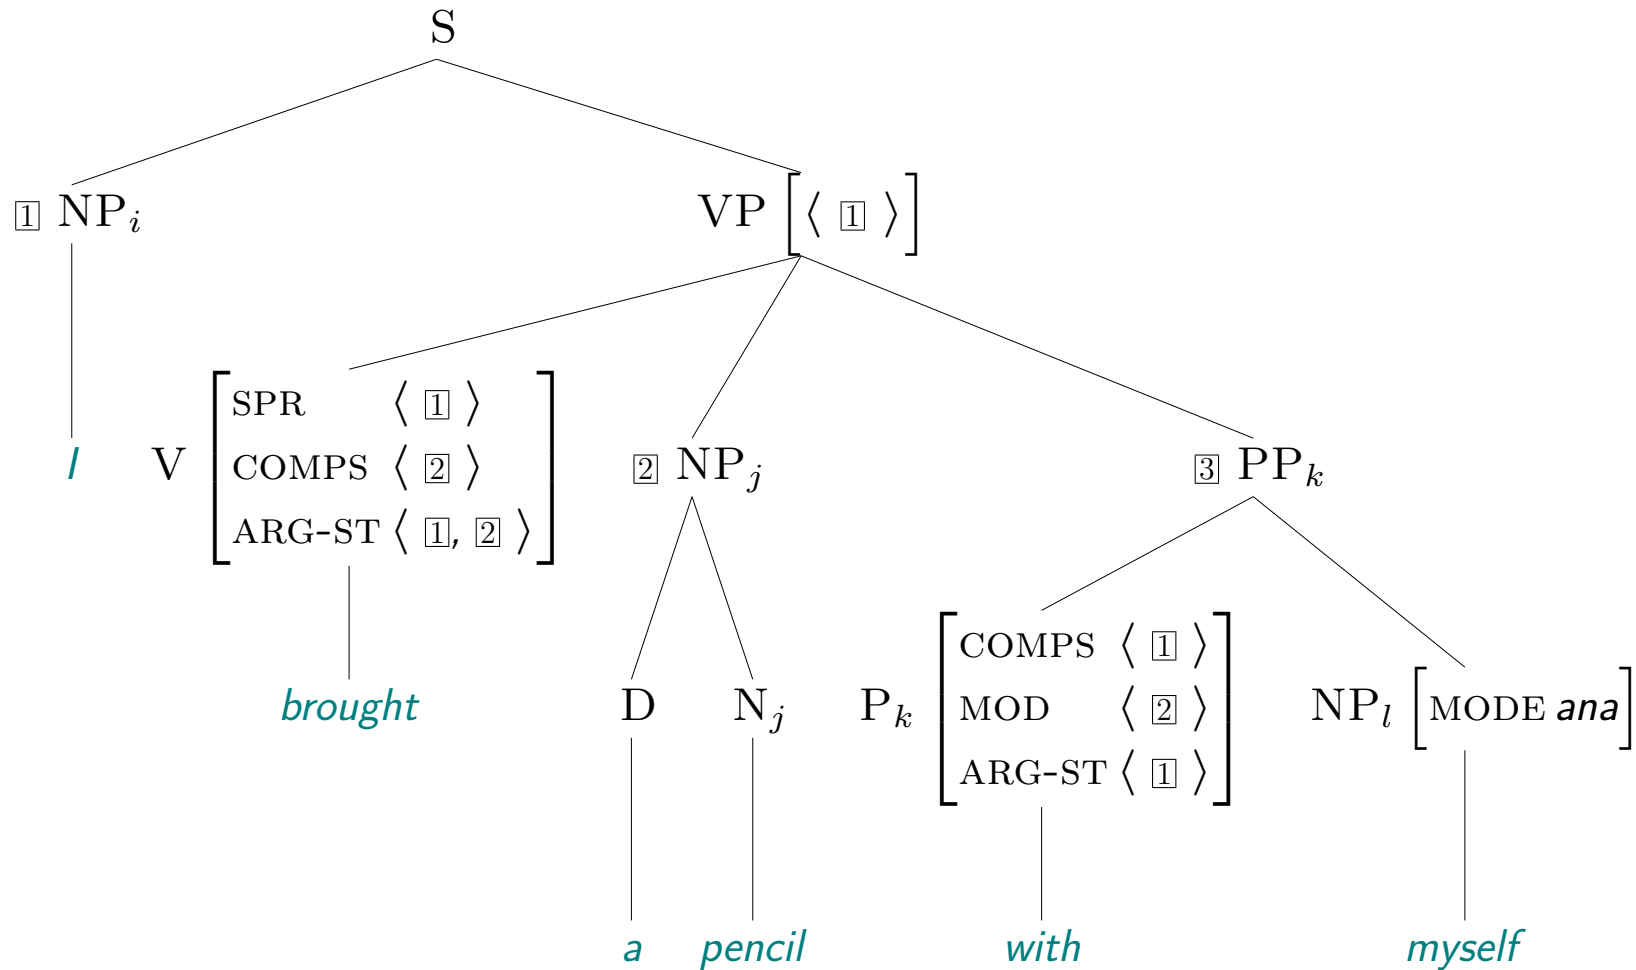 S
1 NP_i VP [⟨ 1 ⟩]
SPR ⟨ 1 ⟩
I V COMPS ⟨ 2 ⟩ 2 NP_j 3 PP_k
ARG-ST ⟨ 1, 2 ⟩
COMPS ⟨ 1 ⟩
brought D N_j P_k MOD ⟨ 2 ⟩ NP_l [MODE ana]
ARG-ST ⟨ 1 ⟩
a pencil with myself